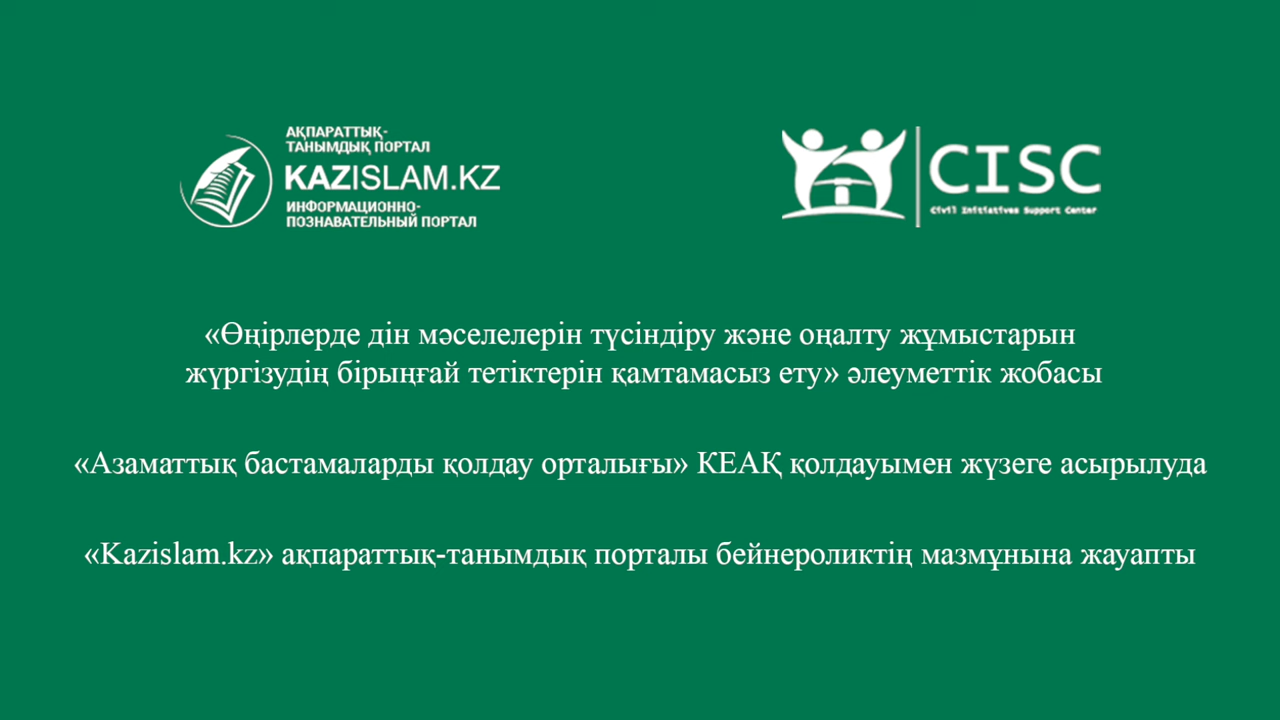 АҚПАРАТТЫҚ-
ТАНЫМДЫҚ ПОРТАЛ
KAZISLAM.KZ
ИНФОРМАЦИОННО-
ПОЗНАВАТЕЛЬНЫЙ ПОРТАЛ
CISC
Civil Initiatives Support Center
«Өңірлерде дін мәселелерін түсіндіру және оңалту жұмыстарын
жүргізудің бірыңғай тетіктерін қамтамасыз ету» әлеуметтік жобасы
«Азаматтық бастамаларды қолдау орталығы» КЕАҚ қолдауымен жүзеге асырылуда
«Kazislam.kz» ақпараттық-танымдық порталы бейнероликтің мазмұнына жауапты